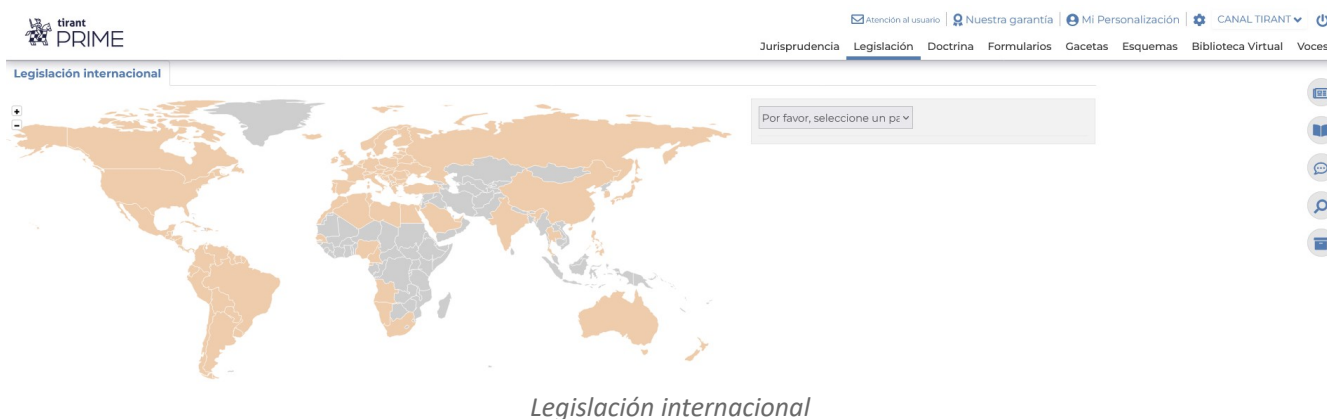 tirant
PRIME
Atención al usuario Nuestra garantía Mi Personalización CANAL TIRANT
Jurisprudencia Legislación Doctrina Formularios Gacetas Esquemas Biblioteca Virtual Voces
Legislación internacional
+
-
Por favor, seleccione un pa
Legislación internacional